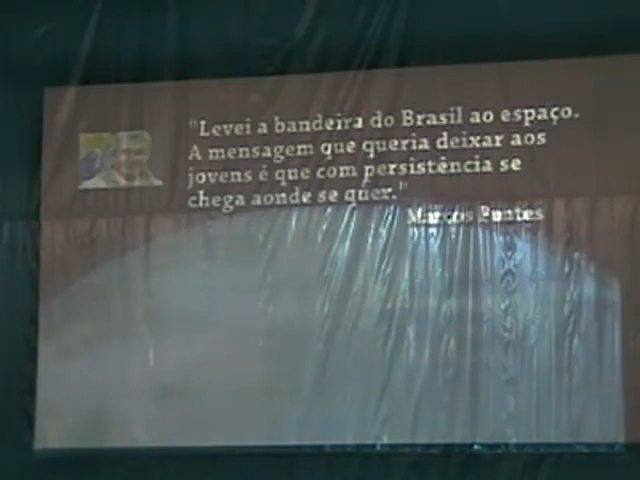 "Levei a bandeira do Brasil ao espaço.
A mensagem que queria deixar aos
jovens é que com persistência se
chega aonde se quer."
Marcos Pontes